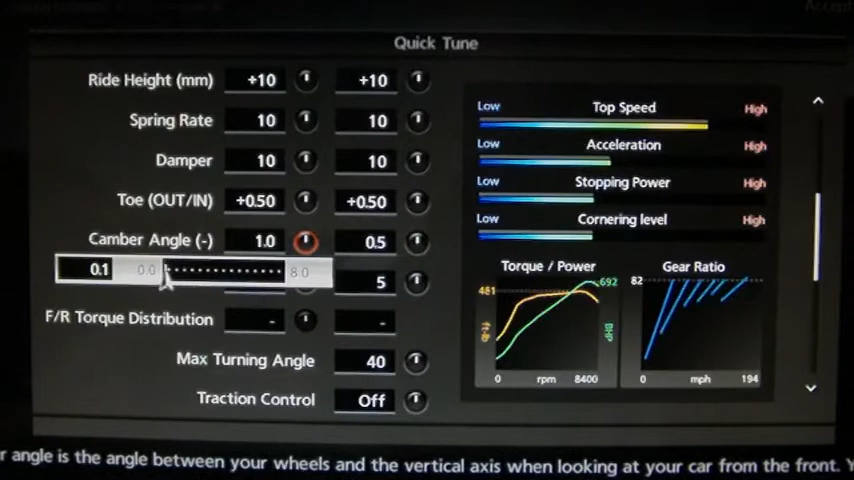 Quick Tune
Ride Height (mm) +10 +10
Spring Rate 10 10
Damper 10 10
Toe (OUT/IN) +0.50 +0.50
Camber Angle (-) 1.0 0.5
0.1 0.0 8.0 5
F/R Torque Distribution - -
Max Turning Angle 40
Traction Control Off
Low Top Speed High
Low Acceleration High
Low Stopping Power High
Low Cornering level High
Torque / Power
481 692
ft-lb BHP
0 rpm 8400
Gear Ratio
82
0 mph 194
r angle is the angle between your wheels and the vertical axis when looking at your car from the front. Y